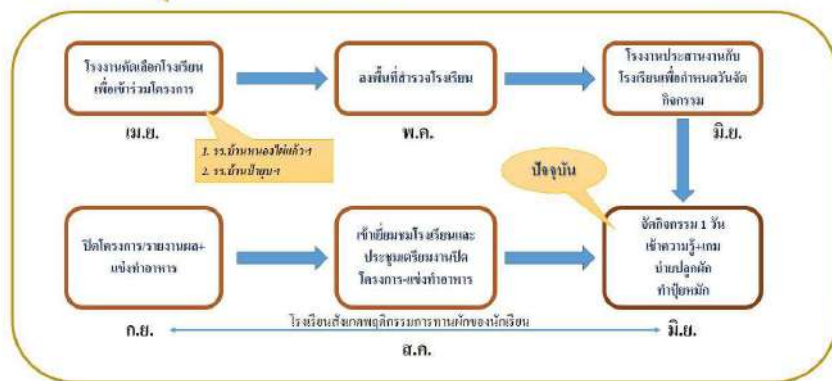 โรงงานคัดเลือกโรงเรียน
เพื่อเข้าร่วมโครงการ
เม.ย.
ลงพื้นที่สำรวจโรงเรียน
พ.ค.
โรงงานประสานงานกับ
โรงเรียนเพื่อกำหนดวันจัด
กิจกรรม
มิ.ย.
1. รร.บ้านหนองไผ่แก้วฯ
2. รร.บ้านป่ายุบฯ
ปัจจุบัน
ปิดโครงการ/รายงานผล+
แข่งทำอาหาร
ก.ย.
เข้าเยี่ยมชมโรงเรียนและ
ประชุมเตรียมงานปิด
โครงการ-แข่งทำอาหาร
จัดกิจกรรม 1 วัน
เช้าความรู้+เกม
บ่ายปลูกผัก
ทำปุ๋ยหมัก
มิ.ย.
โรงเรียนสังเกตพฤติกรรมการทานผักของนักเรียน
ส.ค.